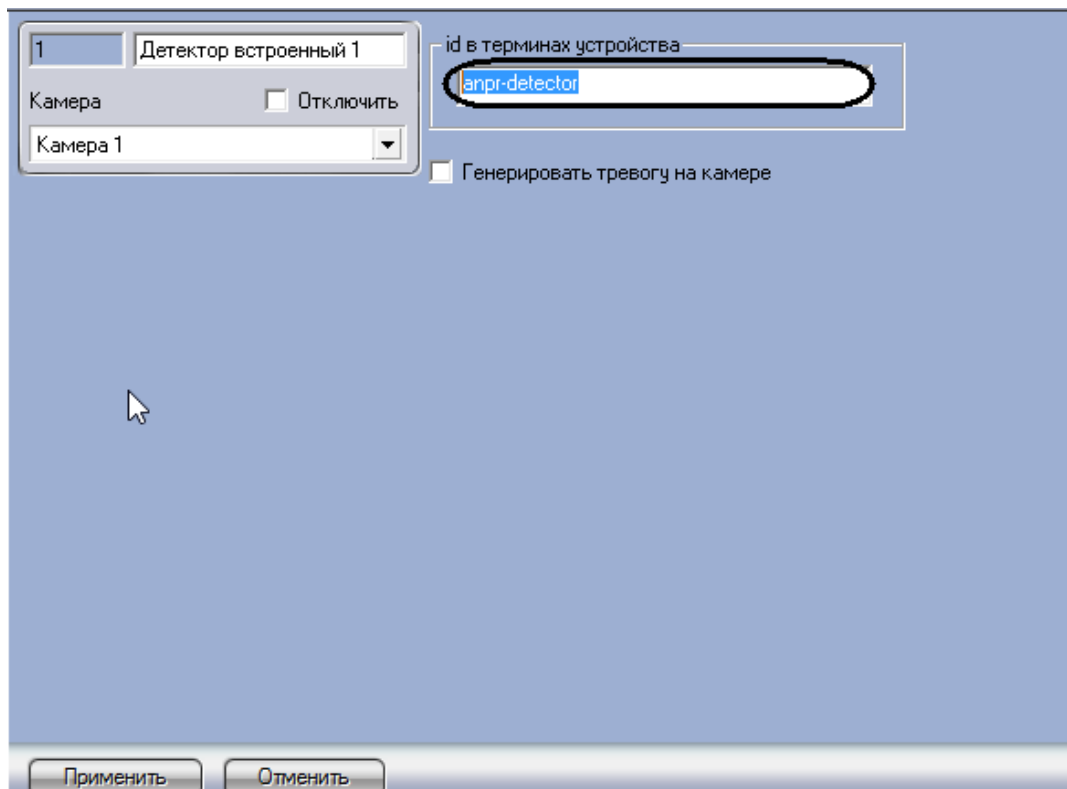 1
Детектор встроенный 1
Камера
Отключить
Камера 1
id в терминах устройства
anpr-detector
Генерировать тревогу на камере
Применить
Отменить